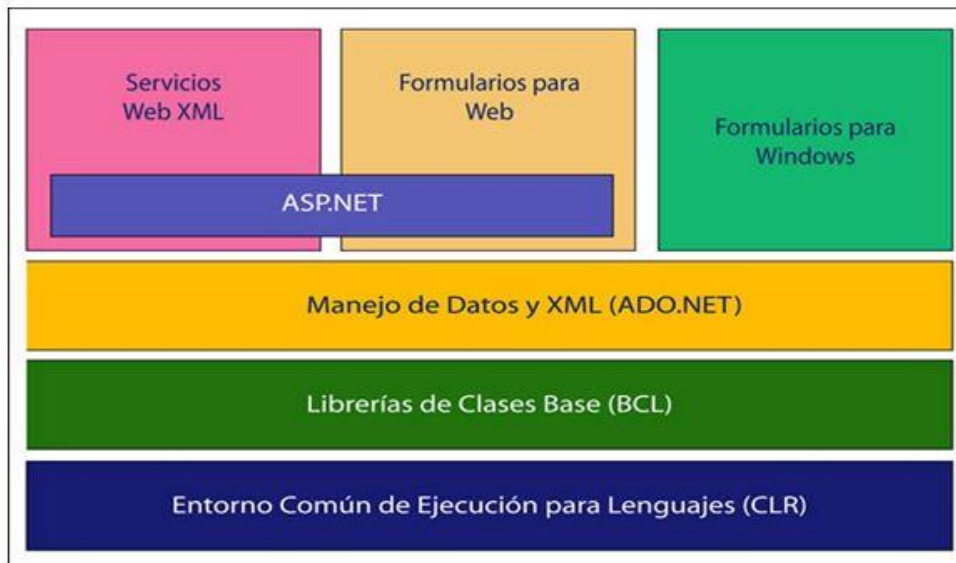 Servicios
Web XML
Formularios para
Web
Formularios para
Windows
ASP.NET
Manejo de Datos y XML (ADO.NET)
Librerías de Clases Base (BCL)
Entorno Común de Ejecución para Lenguajes (CLR)